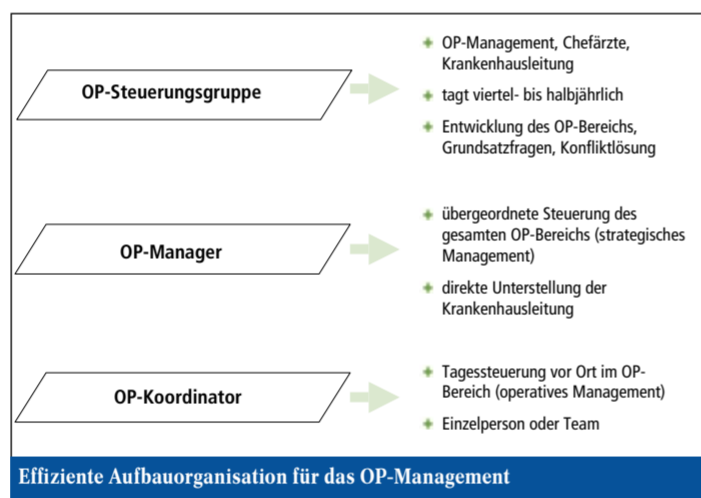 OP-Steuerungsgruppe
OP-Management, Chefärzte,
Krankenhausleitung
tagt viertel- bis halbjährlich
Entwicklung des OP-Bereichs,
Grundsatzfragen, Konfliktlösung
OP-Manager
übergeordnete Steuerung des
gesamten OP-Bereichs (strategisches
Management)
direkte Unterstellung der
Krankenhausleitung
OP-Koordinator
Tagessteuerung vor Ort im OP-
Bereich (operatives Management)
Einzelperson oder Team
Effiziente Aufbauorganisation für das OP-Management